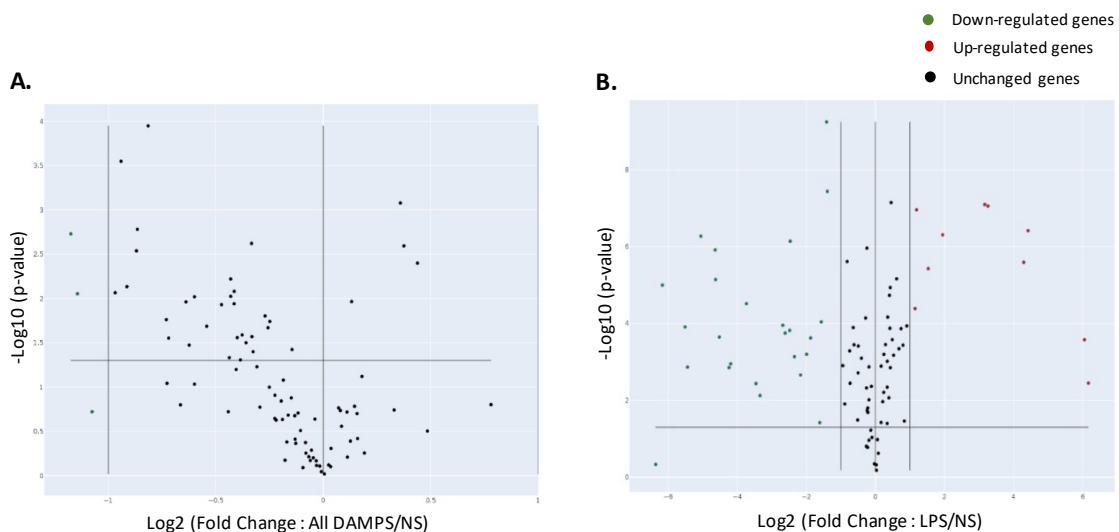 Down-regulated genes
Up-regulated genes
Unchanged genes
A.
4
3.5
3
2.5
2
1.5
1
0.5
0
−1
−0.5
0
0.5
1
-Log10 (p-value)
Log2 (Fold Change : All DAMPS/NS)
B.
8
6
4
2
0
−6
−4
−2
0
2
4
6
-Log10 (p-value)
Log2 (Fold Change : LPS/NS)